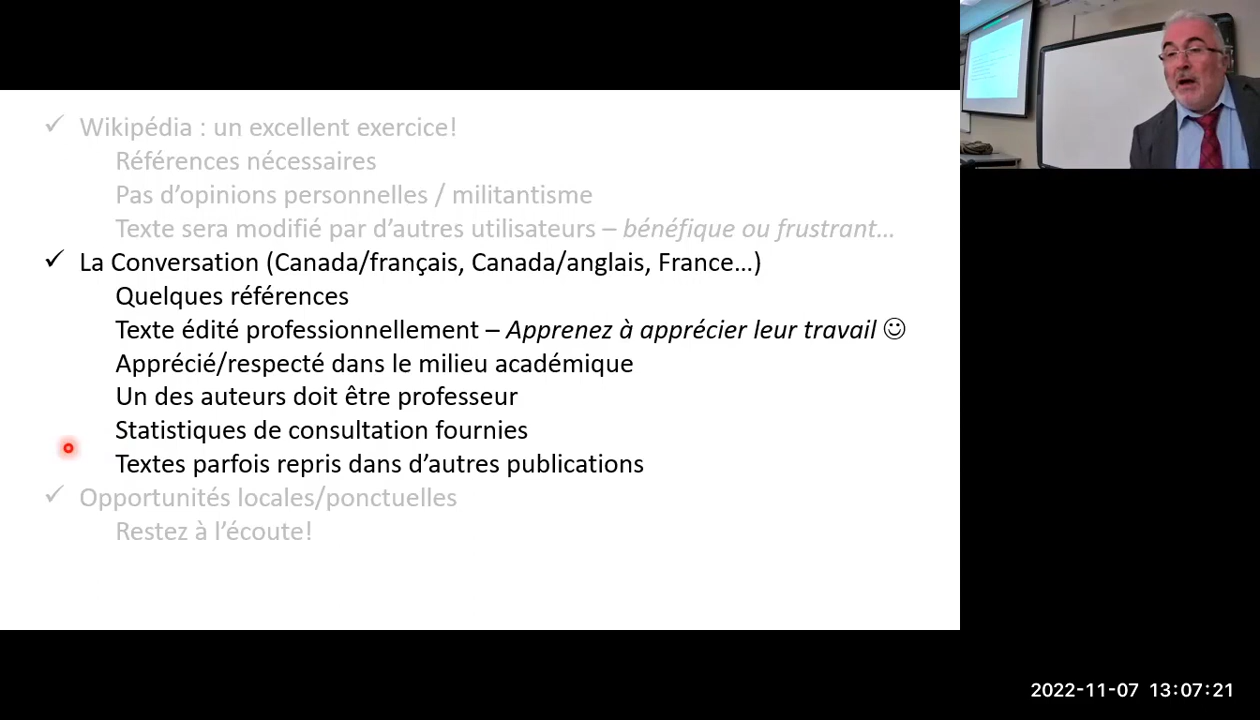 ✓ Wikipédia : un excellent exercice!
Références nécessaires
Pas d’opinions personnelles / militantisme
Texte sera modifié par d’autres utilisateurs – bénéfique ou frustrant…
✓ La Conversation (Canada/français, Canada/anglais, France…)
Quelques références
Texte édité professionnellement – Apprenez à apprécier leur travail ☺
Apprécié/respecté dans le milieu académique
Un des auteurs doit être professeur
Statistiques de consultation fournies
Textes parfois repris dans d’autres publications
✓ Opportunités locales/ponctuelles
Restez à l’écoute!
2022-11-07 13:07:21